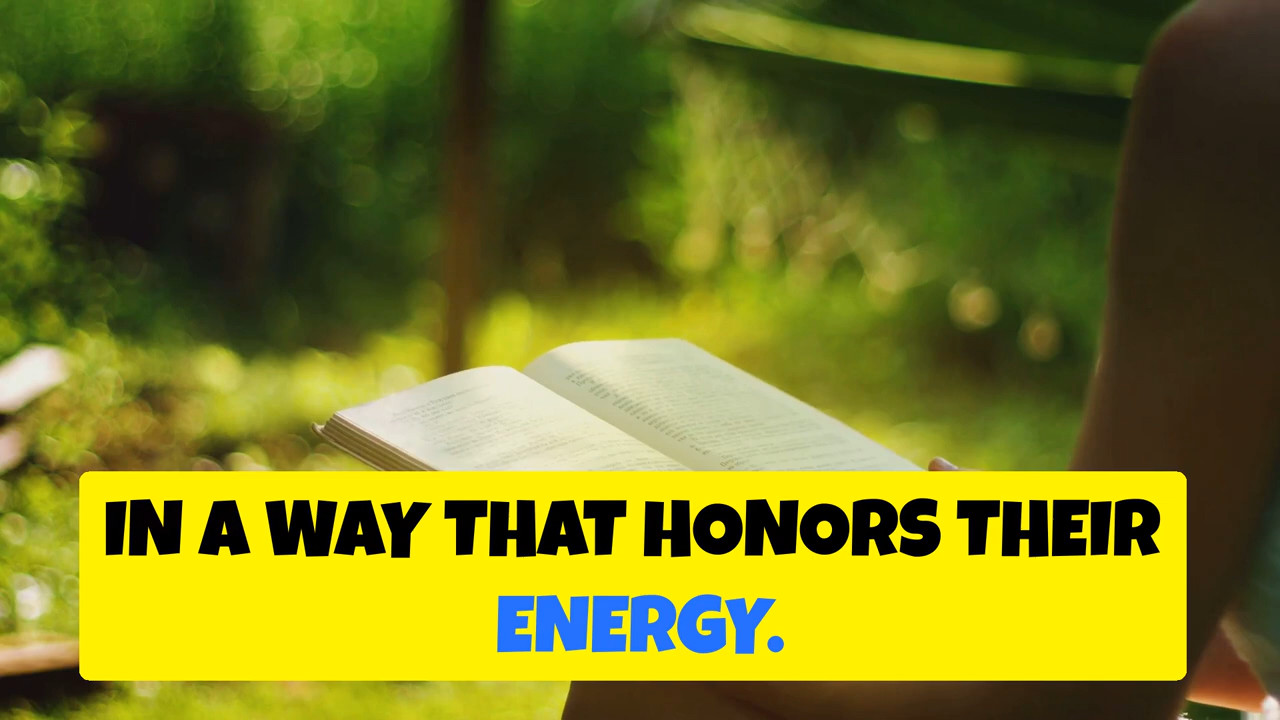 IN A WAY THAT HONORS THEIR
ENERGY.